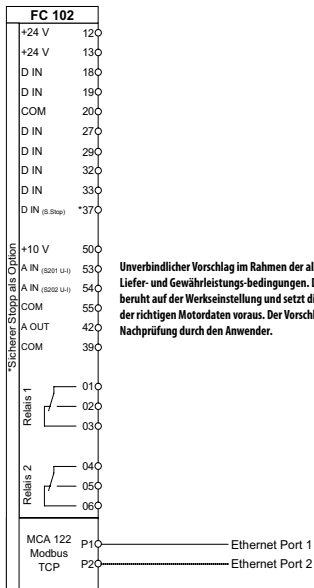 FC 102
+24 V 12
+24 V 13
D IN 18
D IN 19
COM 20
D IN 27
D IN 29
D IN 32
D IN 33
D IN (S.Stop) *37
+10 V 50
A IN (S201 U-I) 53
A IN (S202 U-I) 54
COM 55
A OUT 42
COM 39
*Sicherer Stopp als Option
Relais 1
01
02
03
Relais 2
04
05
06
MCA 122
Modbus
TCP
P1 Ethernet Port 1
P2 Ethernet Port 2
Unverbindlicher Vorschlag im Rahmen der al
Liefer- und Gewährleistungs-bedingungen. D
beruht auf der Werkseinstellung und setzt di
der richtigen Motordaten voraus. Der Vorschl
Nachprüfung durch den Anwender.